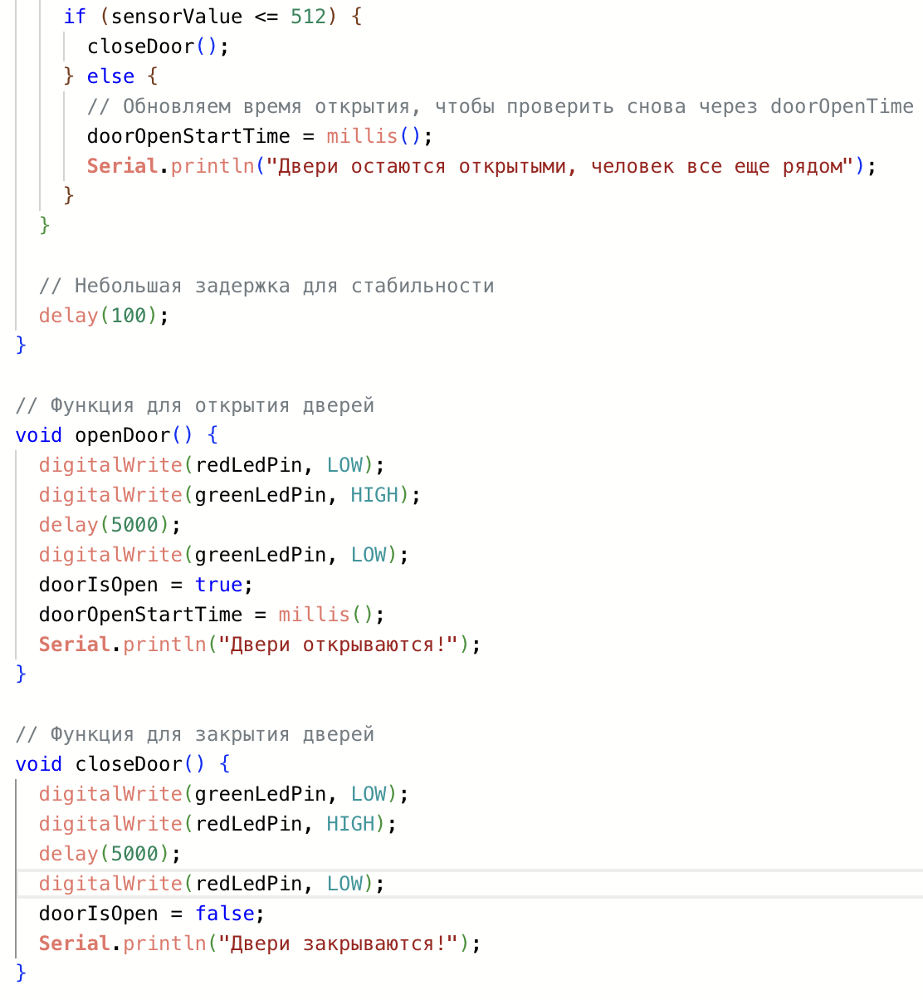 if (sensorValue <= 512) {
closeDoor();
} else {
// Обновляем время открытия, чтобы проверить снова через doorOpenTime
doorOpenStartTime = millis();
Serial.println("Двери остаются открытыми, человек все еще рядом");
}
}
// Небольшая задержка для стабильности
delay(100);
}
// Функция для открытия дверей
void openDoor() {
digitalWrite(redLedPin, LOW);
digitalWrite(greenLedPin, HIGH);
delay(5000);
digitalWrite(greenLedPin, LOW);
doorIsOpen = true;
doorOpenStartTime = millis();
Serial.println("Двери открываются!");
}
// Функция для закрытия дверей
void closeDoor() {
digitalWrite(greenLedPin, LOW);
digitalWrite(redLedPin, HIGH);
delay(5000);
digitalWrite(redLedPin, LOW);
doorIsOpen = false;
Serial.println("Двери закрываются!");
}